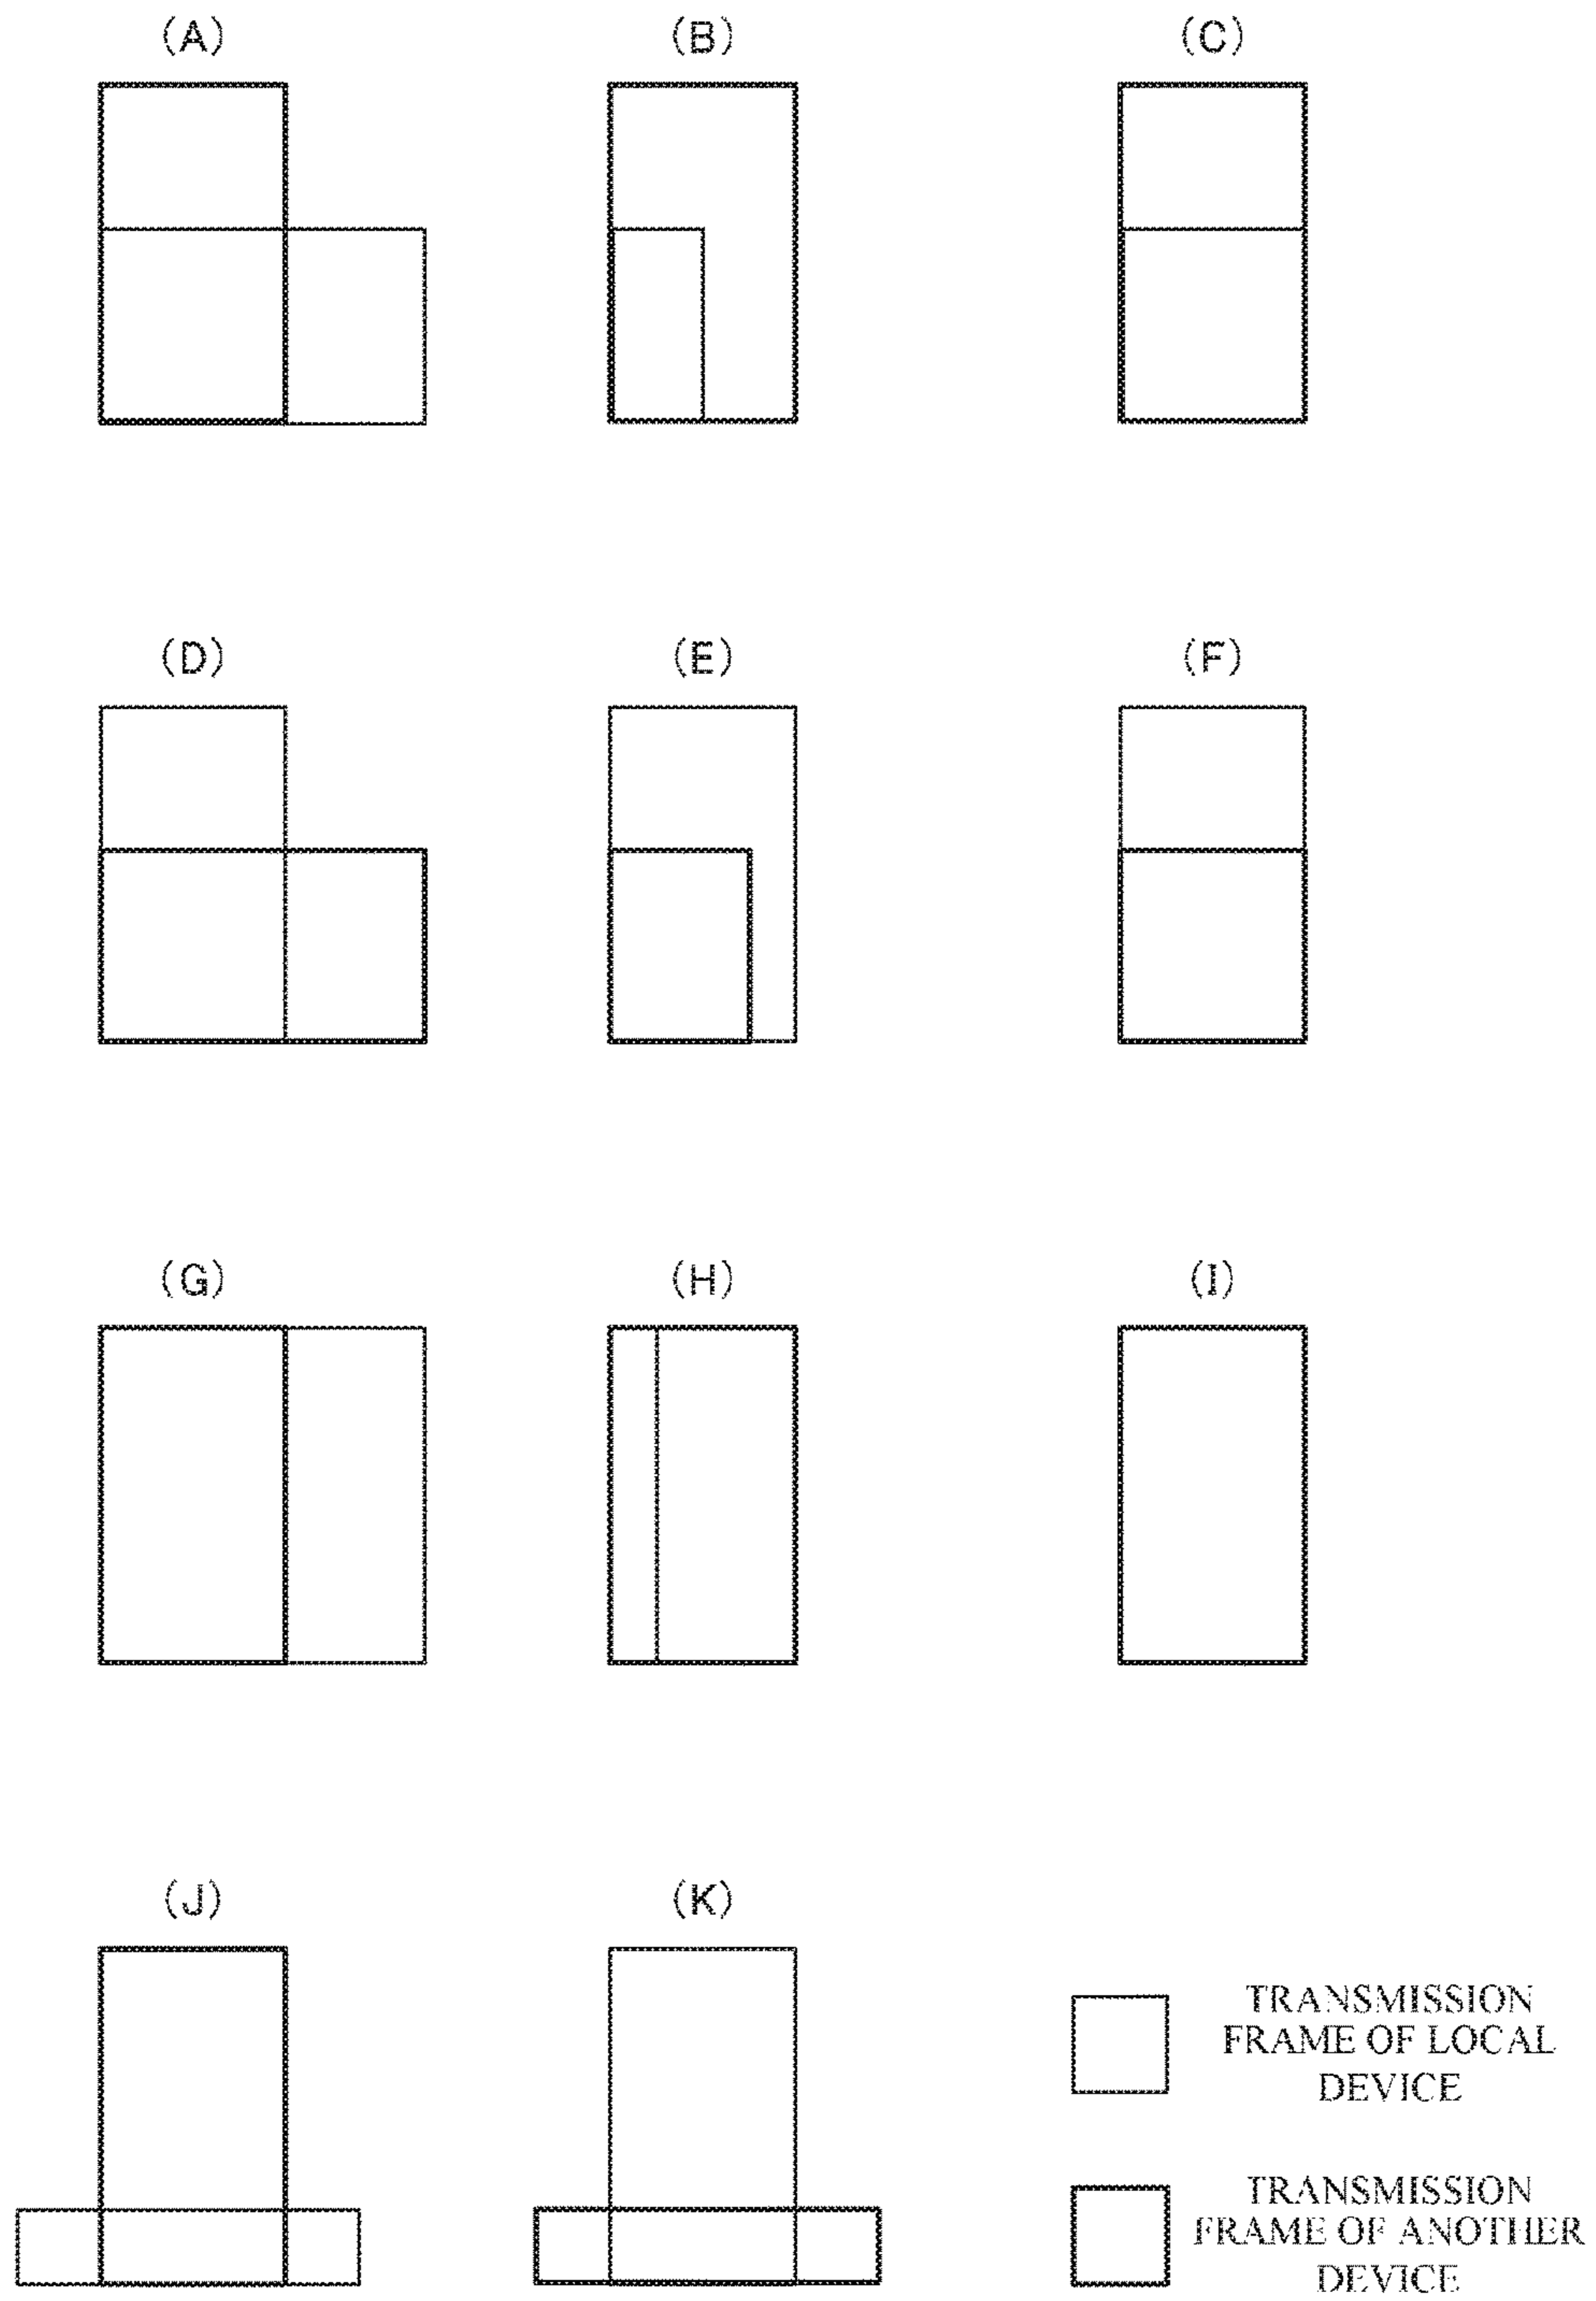 (A)
(B)
(C)
(D)
(E)
(F)
(G)
(H)
(I)
(J)
(K)
TRANSMISSION
FRAME OF LOCAL
DEVICE
TRANSMISSION
FRAME OF ANOTHER
DEVICE